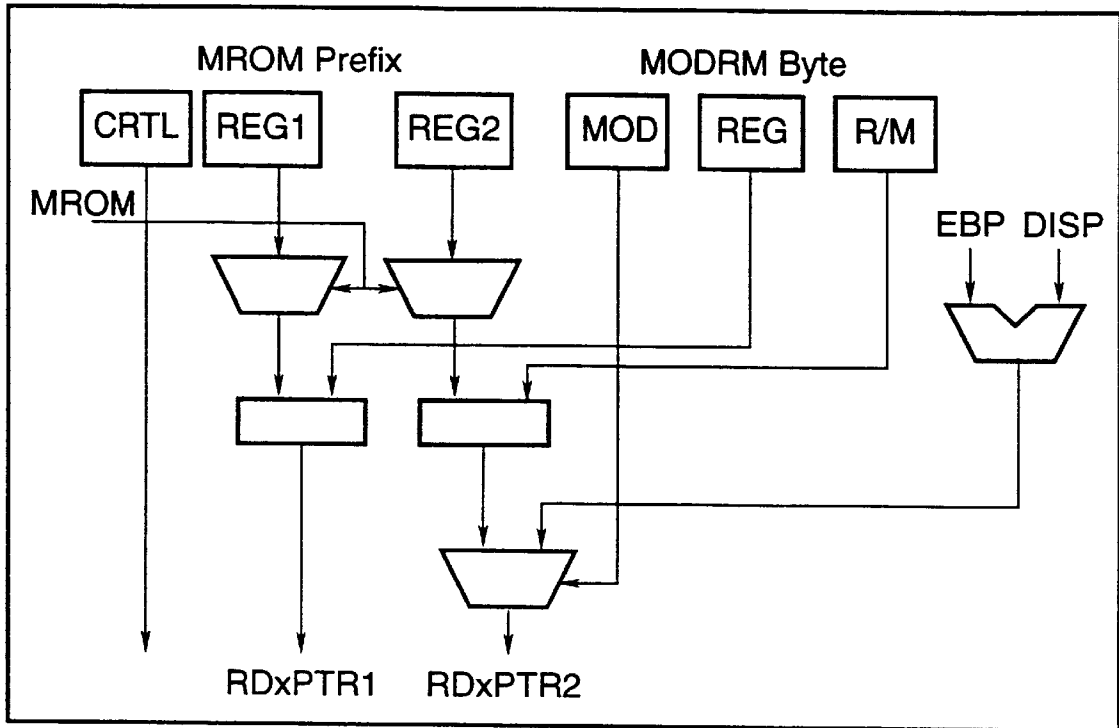 MROM Prefix
MODRM Byte
CRTL
REG1
REG2
MOD
REG
R/M
MROM
EBP
DISP
RDxPTR1
RDxPTR2